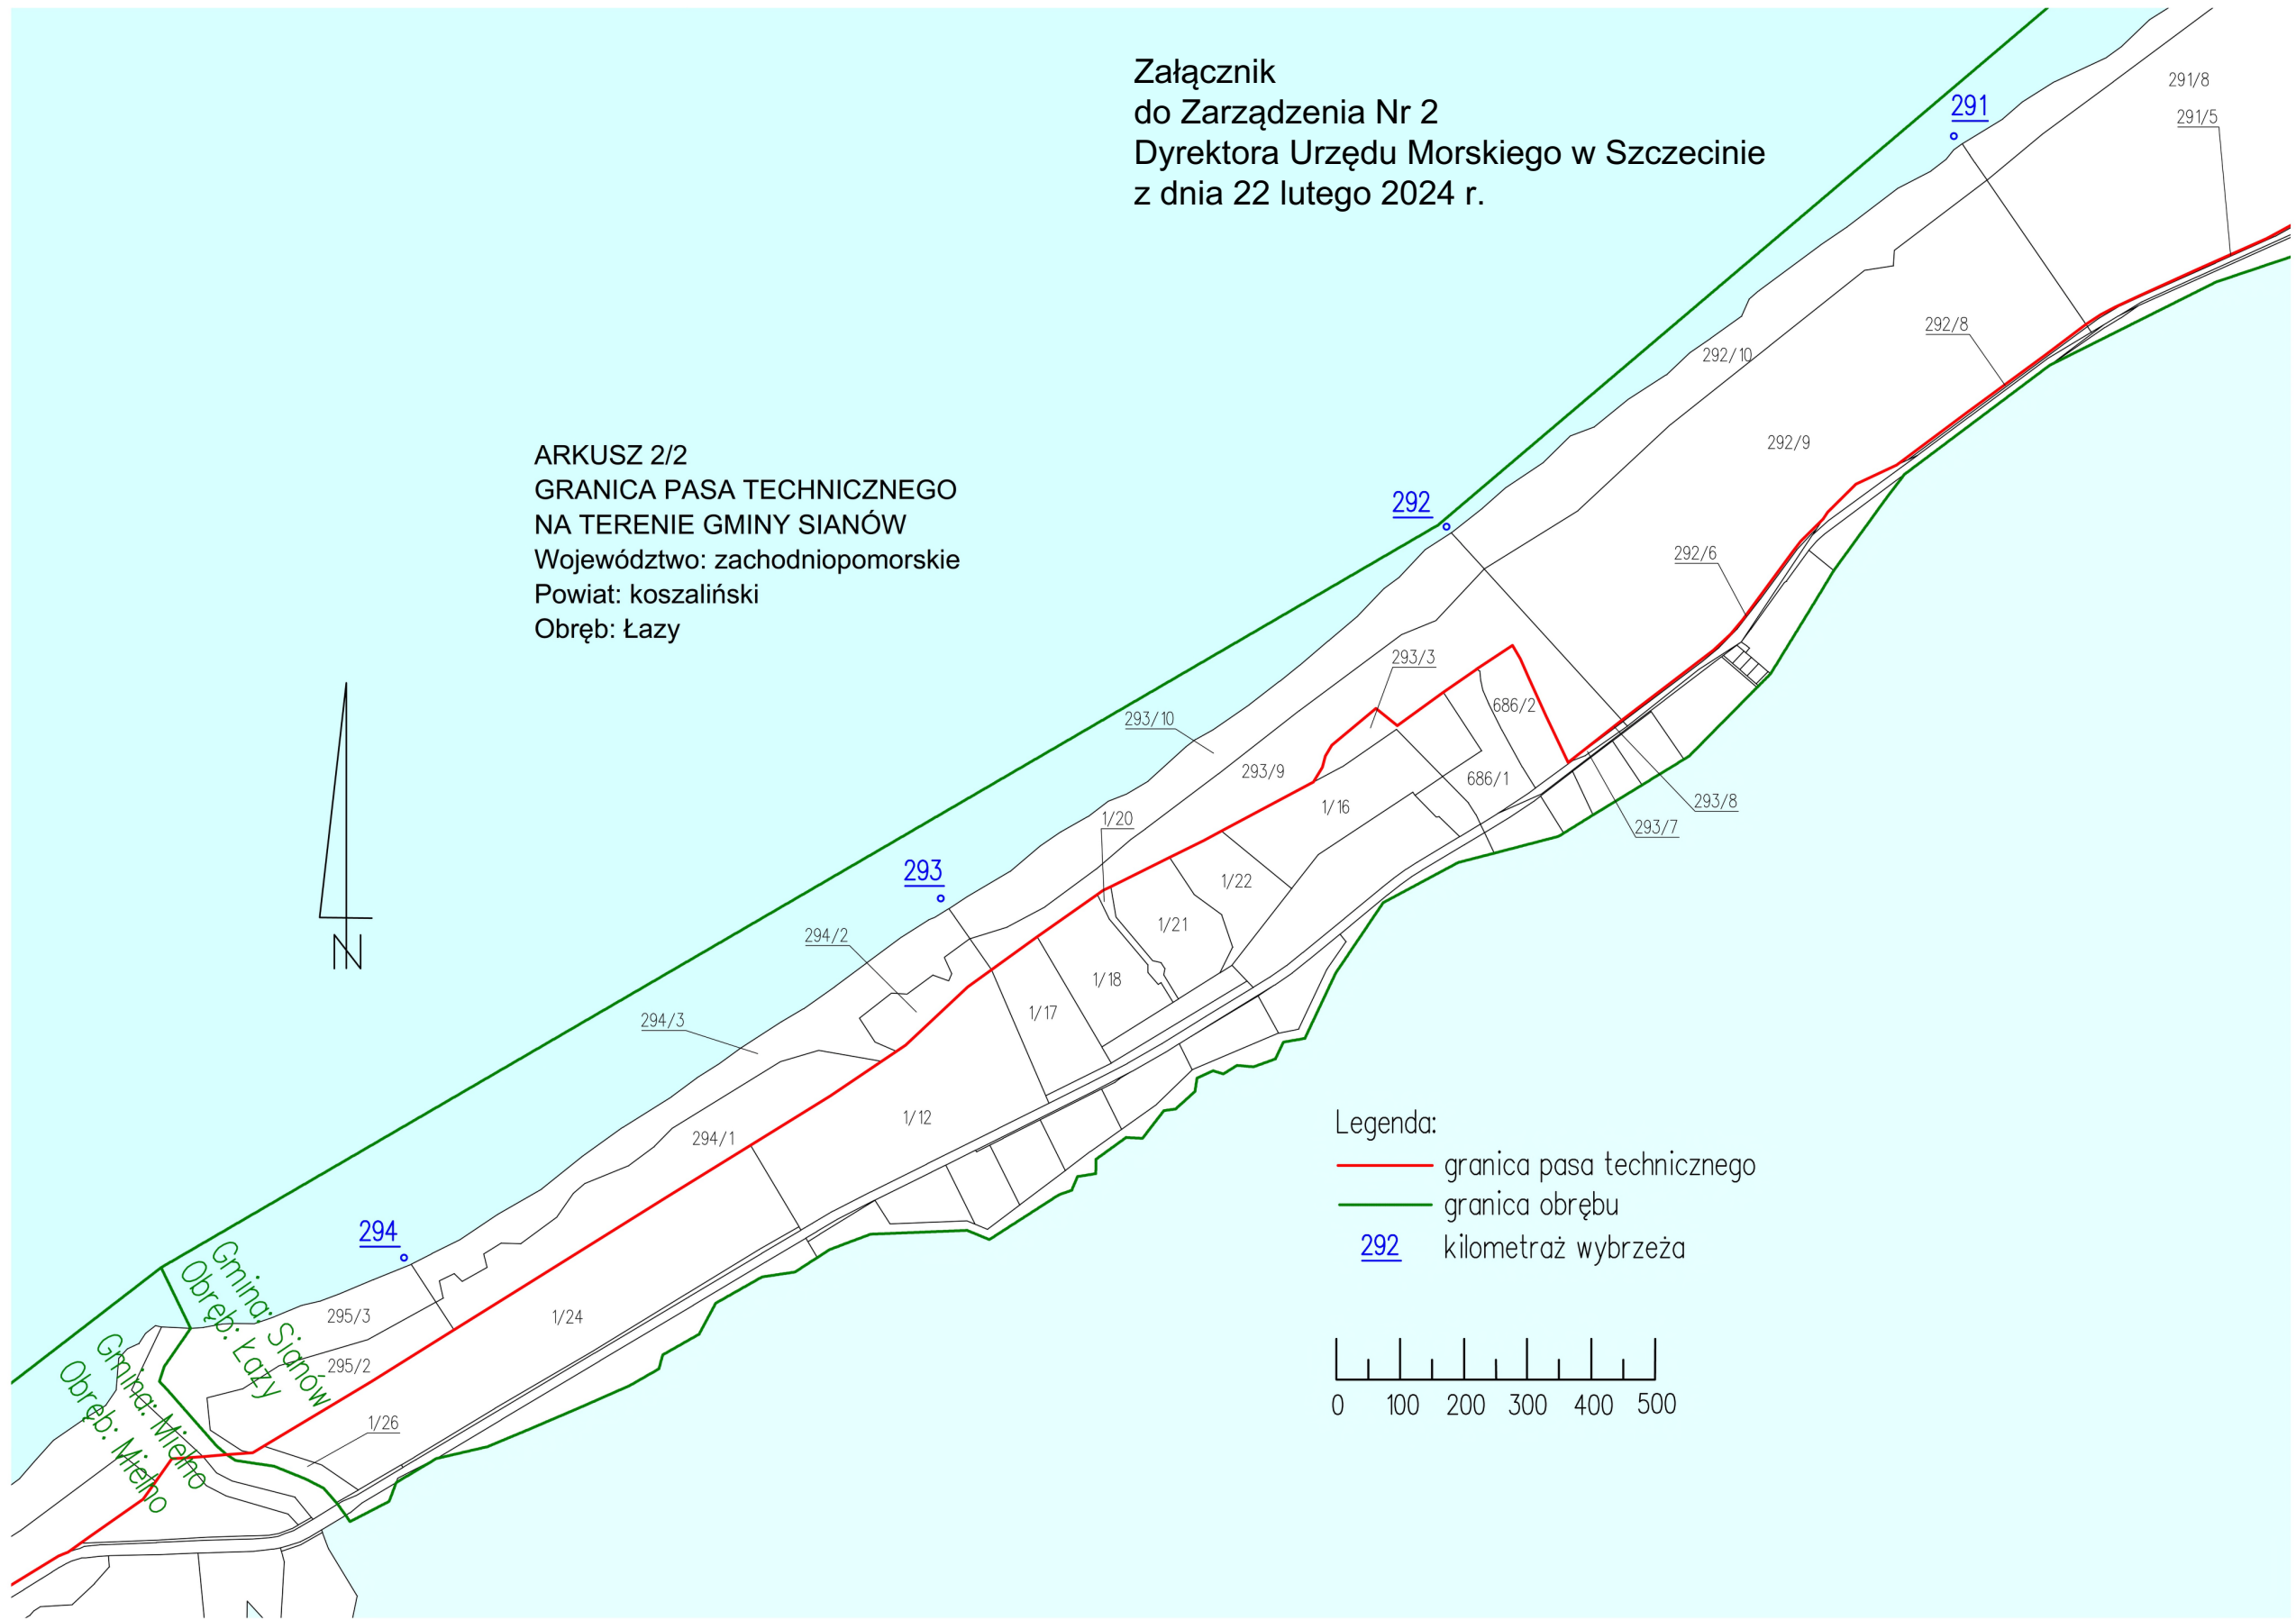 Załącznik
do Zarządzenia Nr 2
Dyrektora Urzędu Morskiego w Szczecinie
z dnia 22 lutego 2024 r.
291
291/8
291/5
292/8
292/10
292/9
ARKUSZ 2/2
GRANICA PASA TECHNICZNEGO
NA TERENIE GMINY SIANÓW
Województwo: zachodniopomorskie
Powiat: koszaliński
Obręb: Łazy
292
292/6
293/3
686/2
293/10
293/9
686/1
1/16
293/8
293/7
1/20
293
1/22
1/21
294/2
1/18
1/17
294/3
1/12
294/1
N
294
1/24
295/3
295/2
1/26
Gmina: Sianów
Obręb: Łazy
Gmina: Mielno
Obręb: Mielno
Legenda:
granica pasa technicznego
granica obrębu
292 kilometraż wybrzeża
0 100 200 300 400 500